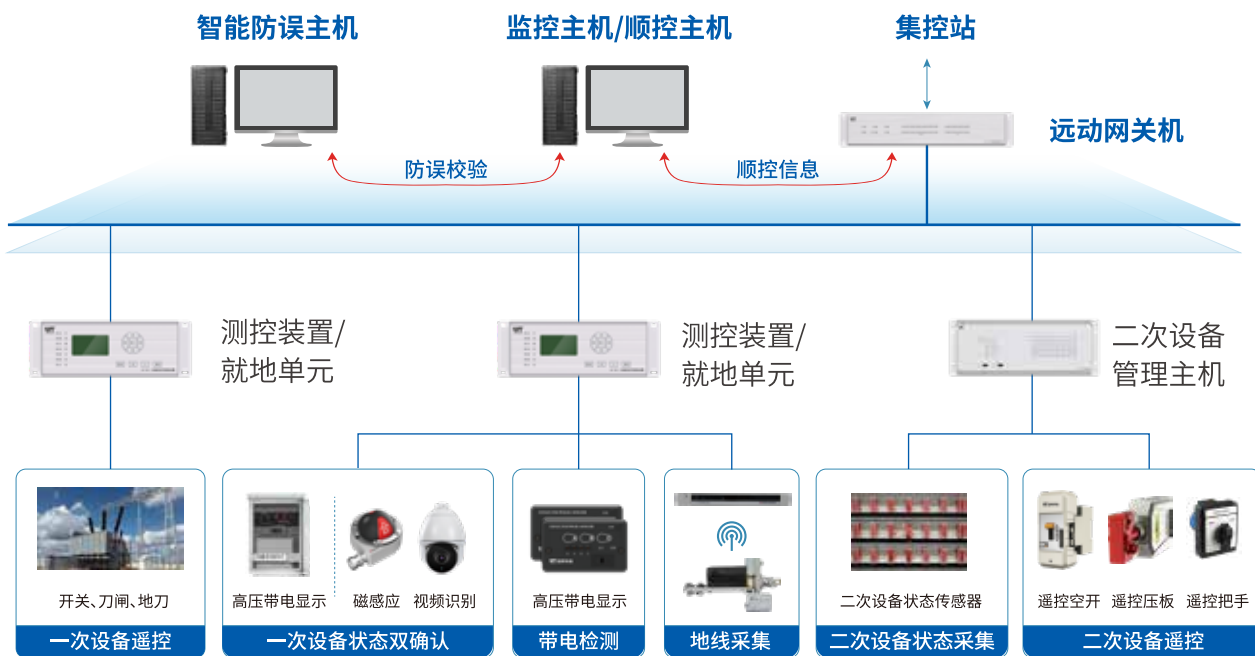 智能防误主机
监控主机/顺控主机
集控站
远动网关机
防误校验
顺控信息
测控装置/
就地单元
测控装置/
就地单元
二次设备
管理主机
开关、刀闸、地刀
高压带电显示
磁感应
视频识别
高压带电显示
二次设备状态传感器
遥控空开
遥控压板
遥控把手
一次设备遥控
一次设备状态双确认
带电检测
地线采集
二次设备状态采集
二次设备遥控